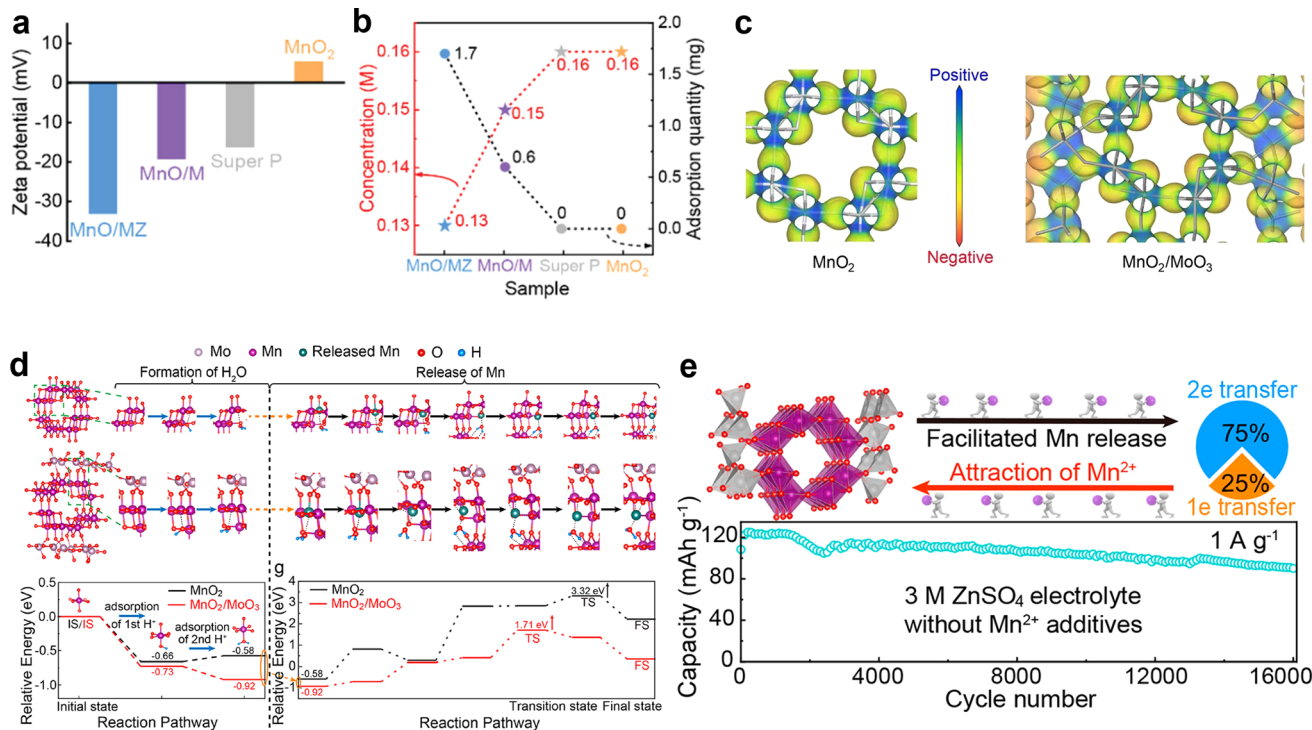 a
Zeta potential (mV)
10
0
-10
-20
-30
-40
MnO/MZ
MnO/M
Super P
MnO₂
b
Concentration (M)
0.16
0.15
0.14
0.13
1.7
0.6
0
0
0.13
0.15
0.16
0.16
2.0
1.5
1.0
0.5
0.0
Adsorption quantity (mg)
MnO/MZ
MnO/M
Super P
MnO₂
Sample
c
Positive
Negative
MnO₂
MnO₂/MoO₃
d
Mo
Mn
Released Mn
O
H
Formation of H₂O
Release of Mn
Relative Energy (eV)
0.5
0.0
-0.5
-1.0
MnO₂
MnO₂/MoO₃
IS/IS
adsorption
of 1st H⁺
adsorption
of 2nd H⁺
-0.66
-0.58
-0.73
-0.92
Initial state
Reaction Pathway
g
Relative Energy (eV)
4
3
2
1
0
-1
MnO₂
MnO₂/MoO₃
-0.58
-0.92
3.32 eV
TS
FS
1.71 eV
TS
FS
Transition state
Final state
Reaction Pathway
e
Facilitated Mn release
Attraction of Mn²⁺
2e transfer
75%
25%
1e transfer
Capacity (mAh g⁻¹)
120
80
40
0
1 A g⁻¹
3 M ZnSO₄ electrolyte
without Mn²⁺ additives
0
4000
8000
12000
16000
Cycle number